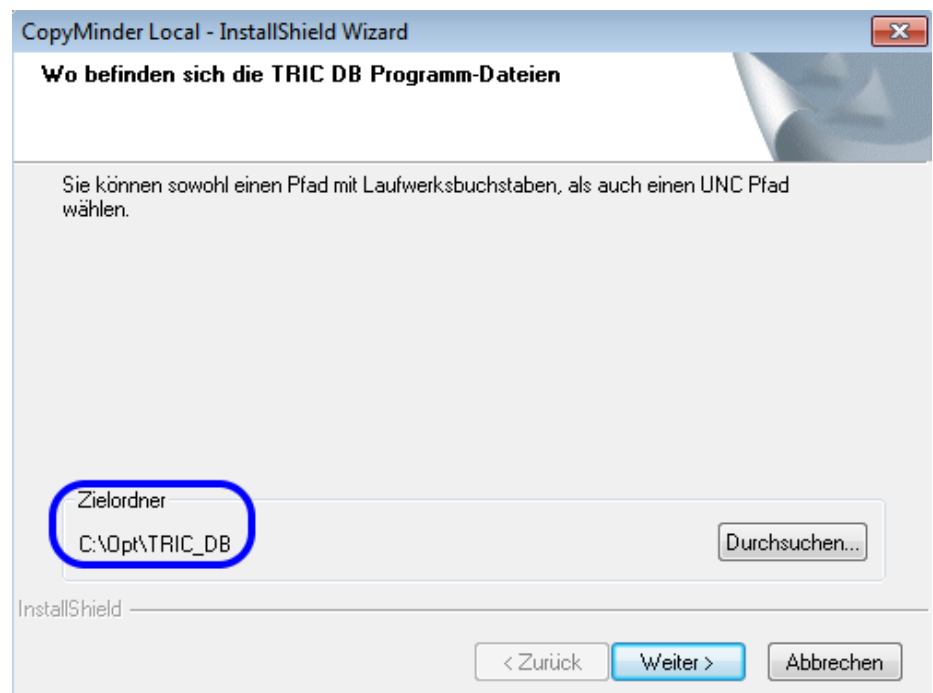 CopyMinder Local - InstallShield Wizard
Wo befinden sich die TRIC DB Programm-Dateien
Sie können sowohl einen Pfad mit Laufwerksbuchstaben, als auch einen UNC Pfad
wählen.
Zielordner
C:\Opt\TRIC_DB
Durchsuchen...
InstallShield
< Zurück
Weiter >
Abbrechen